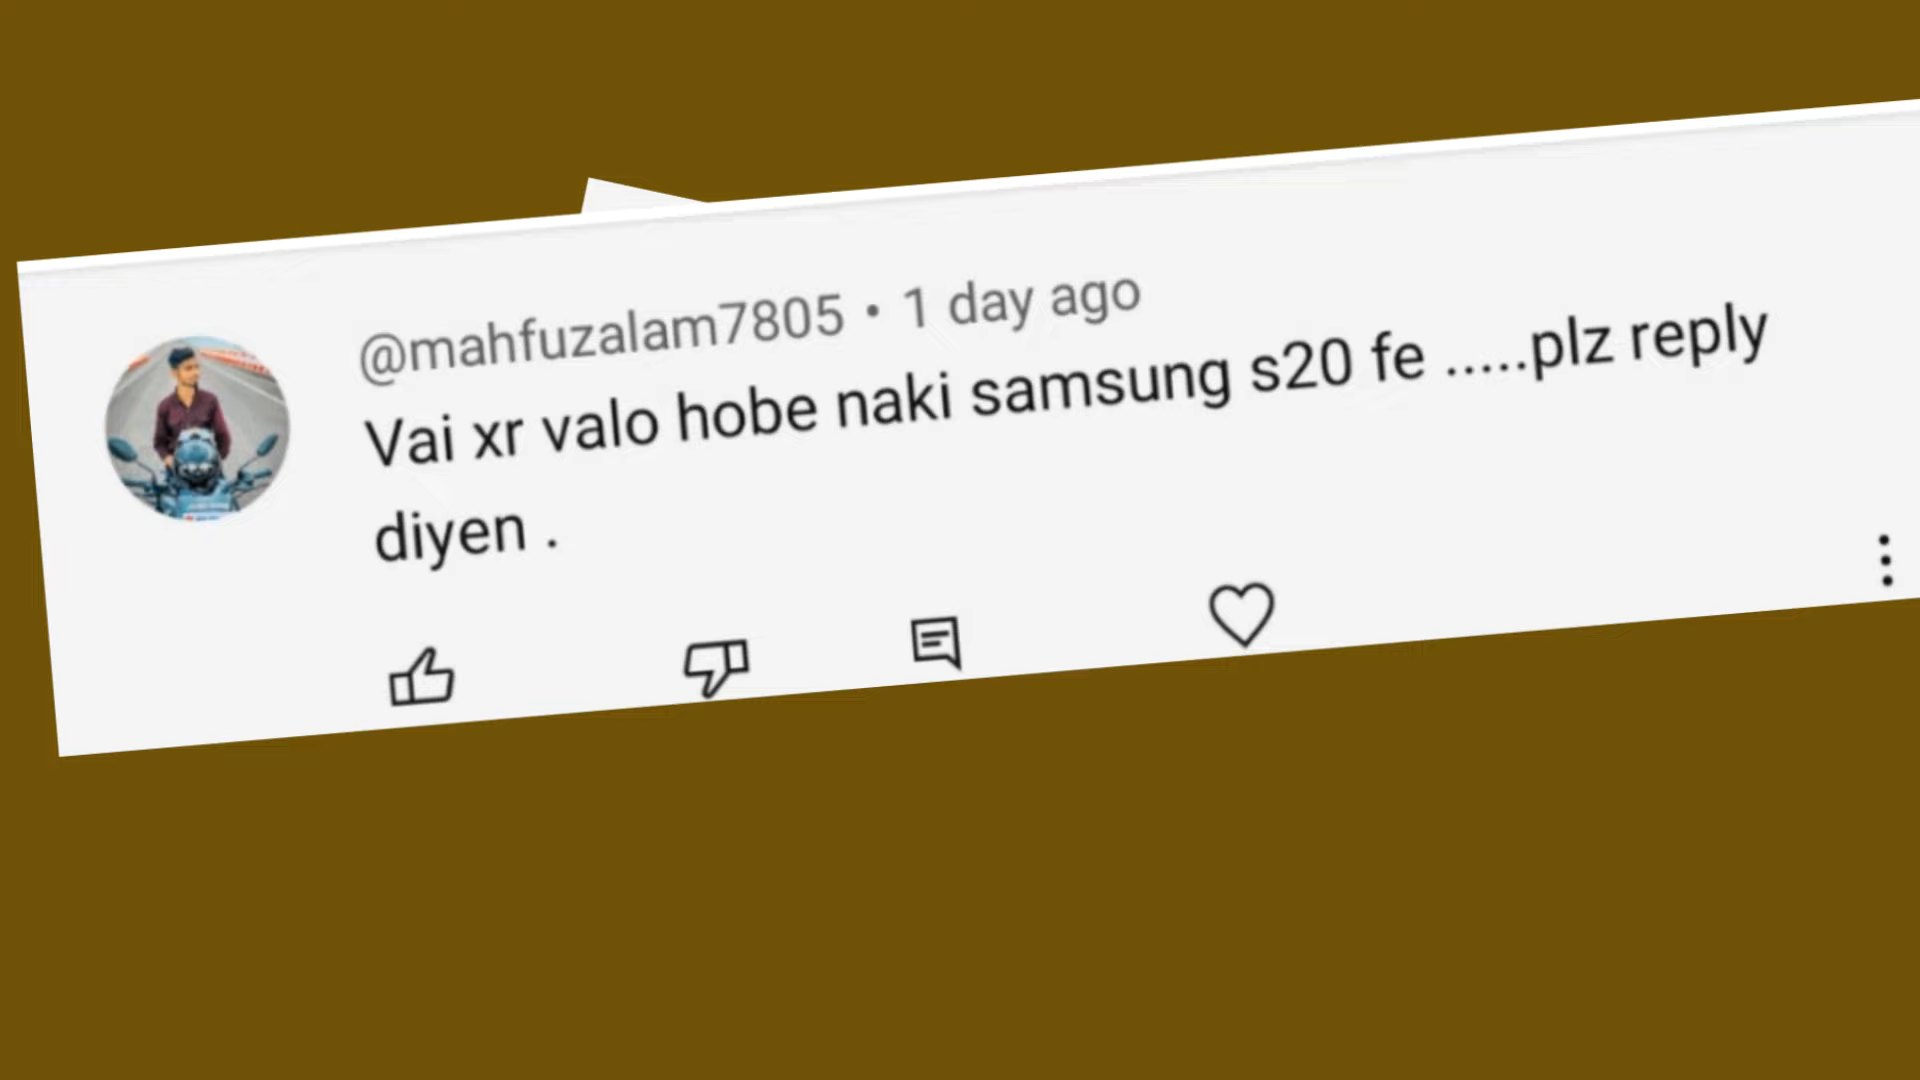 @mahfuzalam7805 • 1 day ago
Vai xr valo hobe naki samsung s20 fe .....plz reply
diyen .